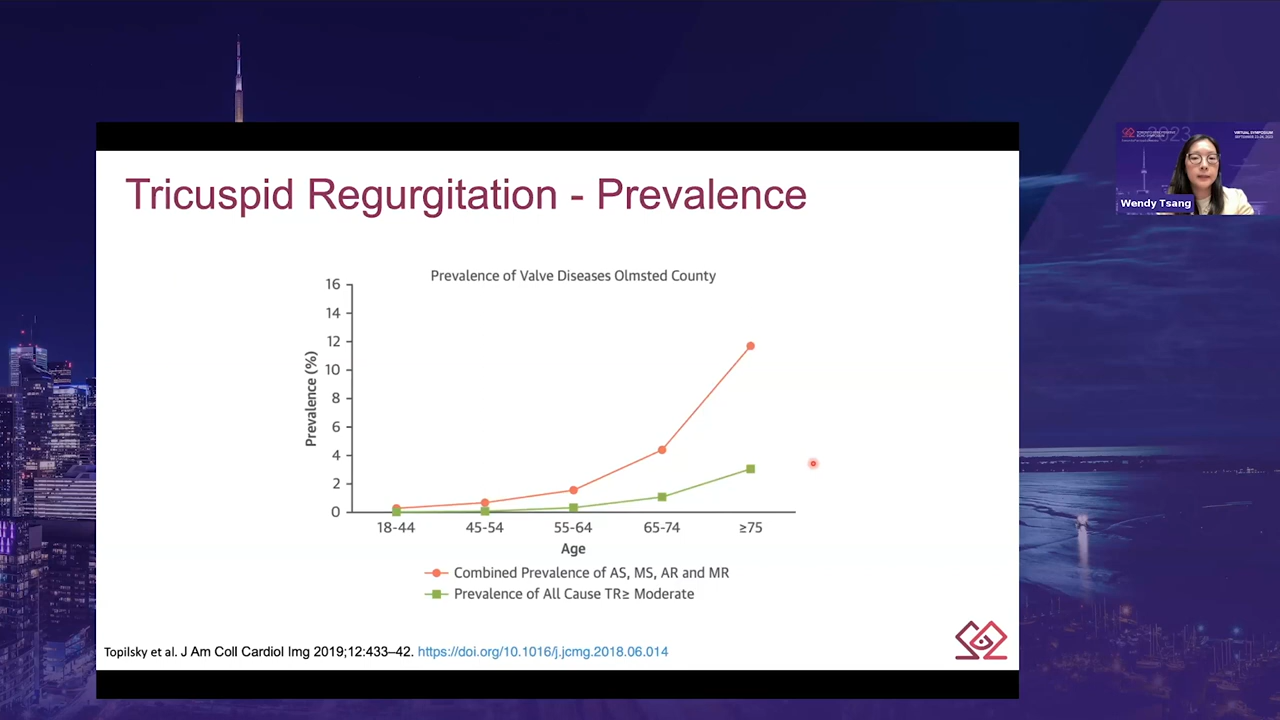 Tricuspid Regurgitation - Prevalence
Prevalence of Valve Diseases Olmsted County
Prevalence (%)
16
14
12
10
8
6
4
2
0
18-44
45-54
55-64
65-74
≥75
Age
Combined Prevalence of AS, MS, AR and MR
Prevalence of All Cause TR≥ Moderate
Topilsky et al. J Am Coll Cardiol Img 2019;12:433–42. https://doi.org/10.1016/j.jcmg.2018.06.014
2023
VIRTUAL SYMPOSIUM
Wendy Tsang